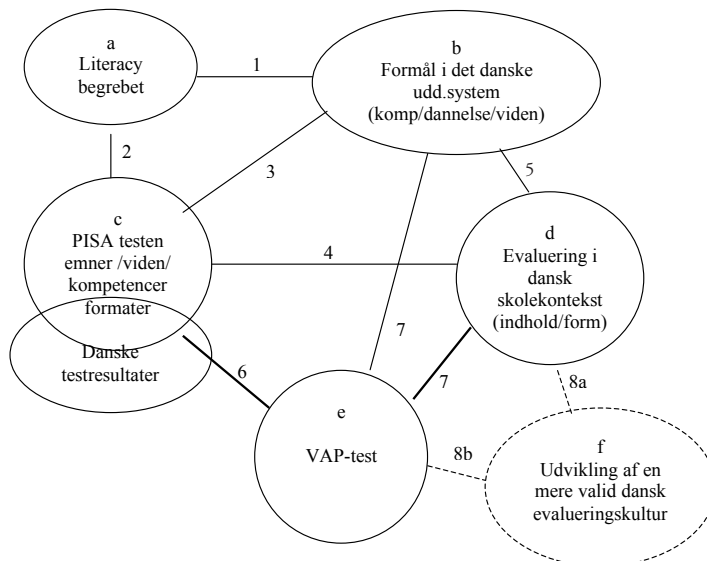 a
Literacy
begrebet
1
b
Formål i det danske
udd.system
(komp/dannelse/viden)
2
3
5
c
PISA testen
emner /viden/
kompetencer
formater
4
d
Evaluering i
dansk
skolekontekst
(indhold/form)
Danske
testresultater
7
6
7
8a
e
VAP-test
8b
f
Udvikling af en
mere valid dansk
evalueringskultur